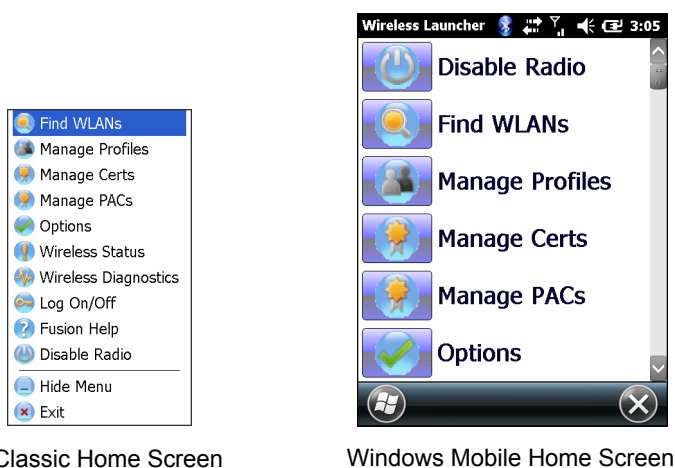 Find WLANs
Manage Profiles
Manage Certs
Manage PACs
Options
Wireless Status
Wireless Diagnostics
Log On/Off
Fusion Help
Disable Radio
Hide Menu
Exit
Classic Home Screen
Wireless Launcher 3:05
Disable Radio
Find WLANs
Manage Profiles
Manage Certs
Manage PACs
Options
Windows Mobile Home Screen